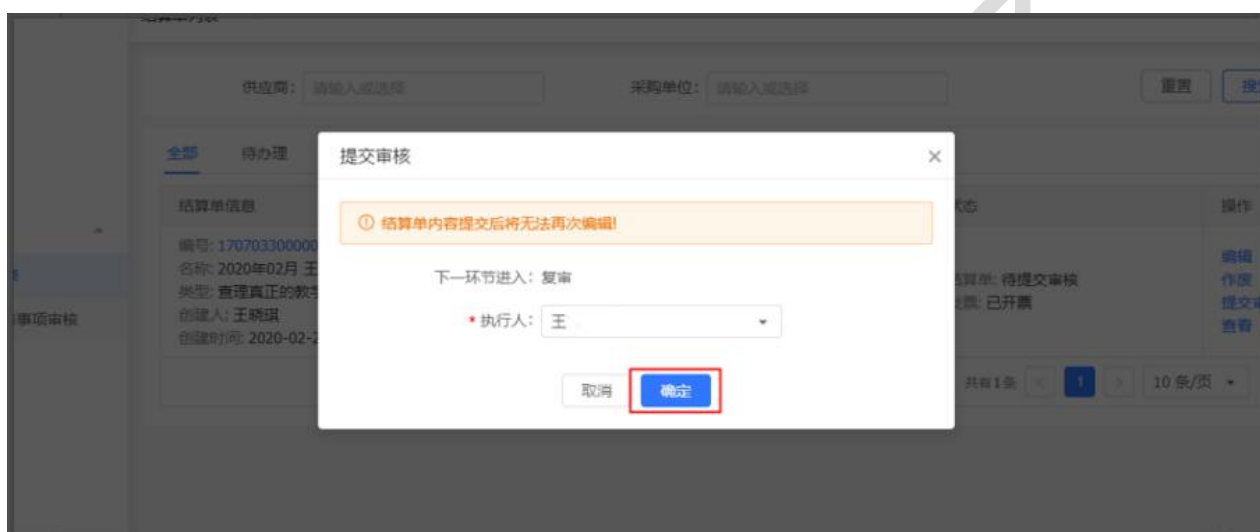 结算单列表
供应商： 请输入或选择 采购单位： 请输入或选择 重置
全部 待办理
提交审核
结算单信息 状态 操作
结算单内容提交后将无法再次编辑!
编号: 170703300000
名称: 2020年02月 王
类型: 查理真正的教学
创建人: 王晓琪
创建时间: 2020-02-2
下一环节进入： 复审
* 执行人： 王
结算单: 待提交审核
发票: 已开票
编辑
作废
提交审
查看
事项审核
取消 确定
共有1条 < 1 > 10 条/页